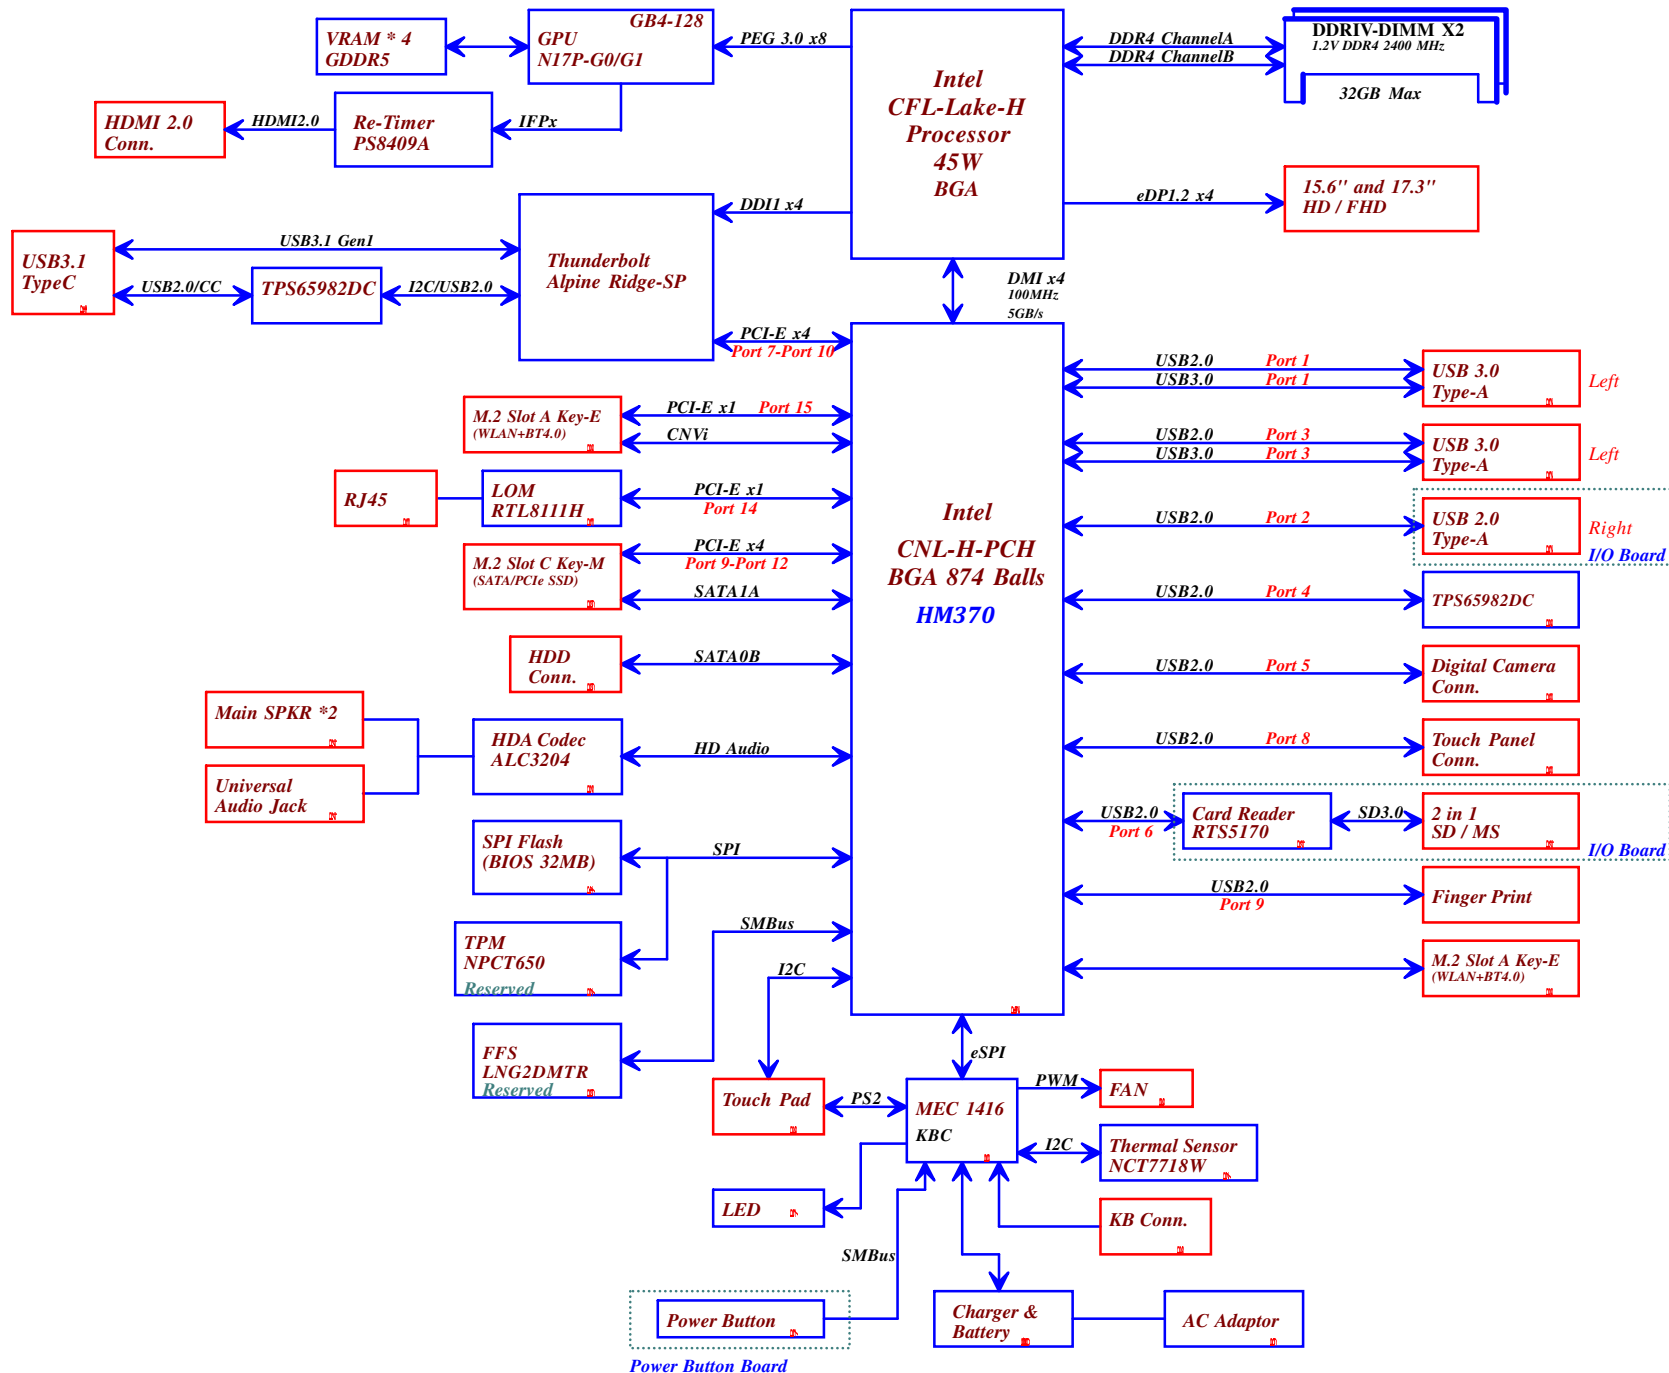 GB4-128
VRAM * 4
GDDR5
GPU
N17P-G0/G1
PEG 3.0 x8
Intel
CFL-Lake-H
Processor
45W
BGA
DDR4 ChannelA
DDR4 ChannelB
DDRIV-DIMM X2
1.2V DDR4 2400 MHz
32GB Max
HDMI 2.0
Conn.
HDMI2.0
Re-Timer
PS8409A
IFPx
eDP1.2 x4
15.6" and 17.3"
HD / FHD
DDI1 x4
USB3.1
TypeC
USB3.1 Gen1
USB2.0/CC
TPS65982DC
I2C/USB2.0
Thunderbolt
Alpine Ridge-SP
DMI x4
100MHz
5GB/s
PCI-E x4
Port 7-Port 10
Intel
CNL-H-PCH
BGA 874 Balls
HM370
M.2 Slot A Key-E
(WLAN+BT4.0)
PCI-E x1 Port 15
CNVi
RJ45
LOM
RTL8111H
PCI-E x1
Port 14
M.2 Slot C Key-M
(SATA/PCIe SSD)
PCI-E x4
Port 9-Port 12
SATA1A
HDD
Conn.
SATA0B
Main SPKR *2
Universal
Audio Jack
HDA Codec
ALC3204
HD Audio
SPI Flash
(BIOS 32MB)
SPI
TPM
NPCT650
Reserved
SMBus
I2C
FFS
LNG2DMTR
Reserved
USB2.0 Port 1
USB3.0 Port 1
USB 3.0
Type-A
Left
USB2.0 Port 3
USB3.0 Port 3
USB 3.0
Type-A
Left
USB2.0 Port 2
USB 2.0
Type-A
Right
I/O Board
USB2.0 Port 4
TPS65982DC
USB2.0 Port 5
Digital Camera
Conn.
USB2.0 Port 8
Touch Panel
Conn.
USB2.0
Port 6
Card Reader
RTS5170
SD3.0
2 in 1
SD / MS
I/O Board
USB2.0
Port 9
Finger Print
M.2 Slot A Key-E
(WLAN+BT4.0)
eSPI
Touch Pad
PS2
MEC 1416
KBC
PWM
FAN
I2C
Thermal Sensor
NCT7718W
LED
KB Conn.
SMBus
Power Button
Power Button Board
Charger &
Battery
AC Adaptor